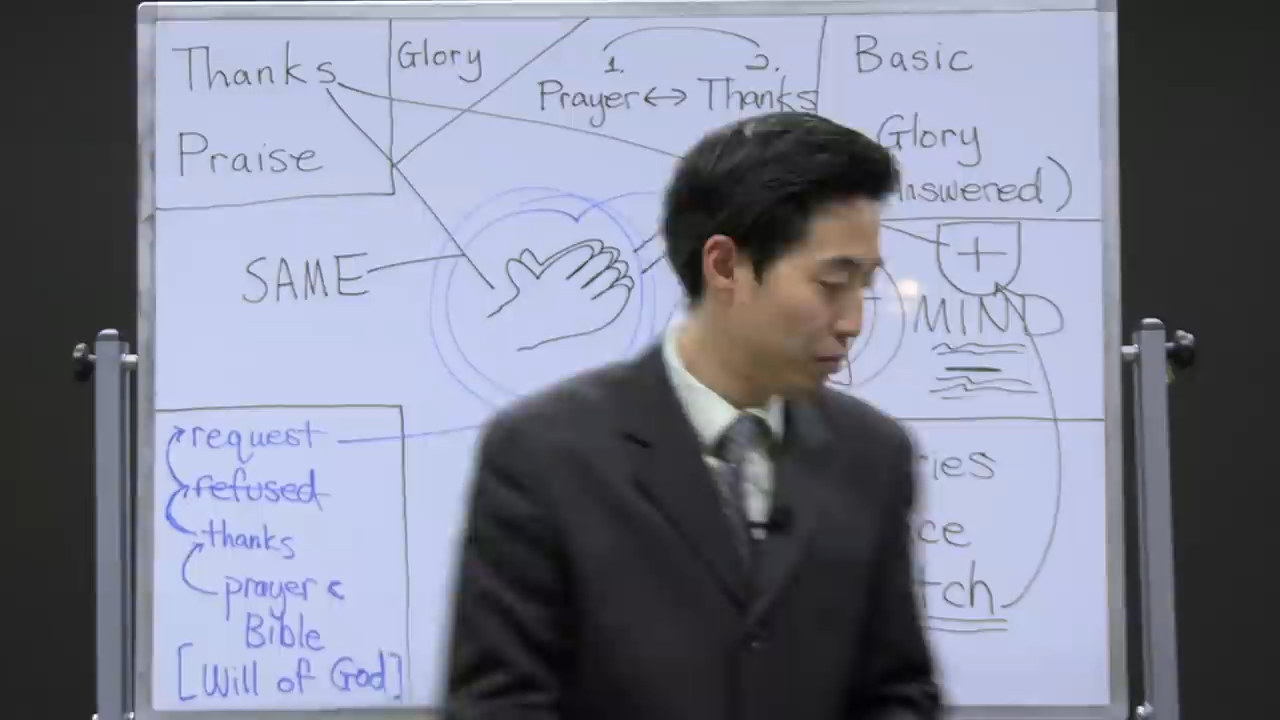 Thanks
Praise
Glory
1. 2.
Prayer ↔ Thanks
Basic
Glory
nswered)
SAME
MIND
request
refused
thanks
prayer
Bible
[Will of God]
ies
ce
ch